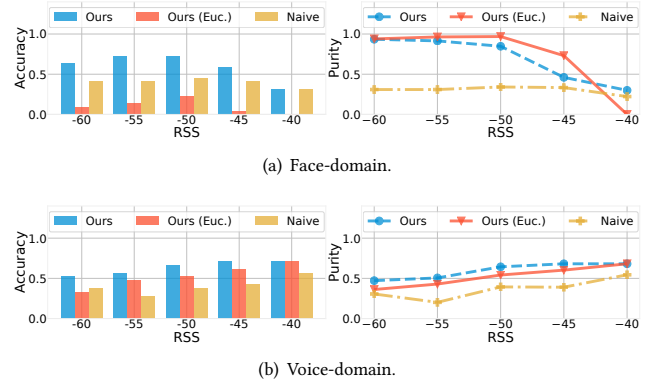 Ours Ours (Euc.) Naive
Accuracy
1.0
0.5
0.0
-60 -55 -50 -45 -40
RSS
Ours Ours (Euc.) Naive
Purity
1.0
0.5
0.0
−60 −55 −50 −45 −40
RSS
(a) Face-domain.
Ours Ours (Euc.) Naive
Accuracy
1.0
0.5
0.0
-60 -55 -50 -45 -40
RSS
Ours Ours (Euc.) Naive
Purity
1.0
0.5
0.0
−60 −55 −50 −45 −40
RSS
(b) Voice-domain.